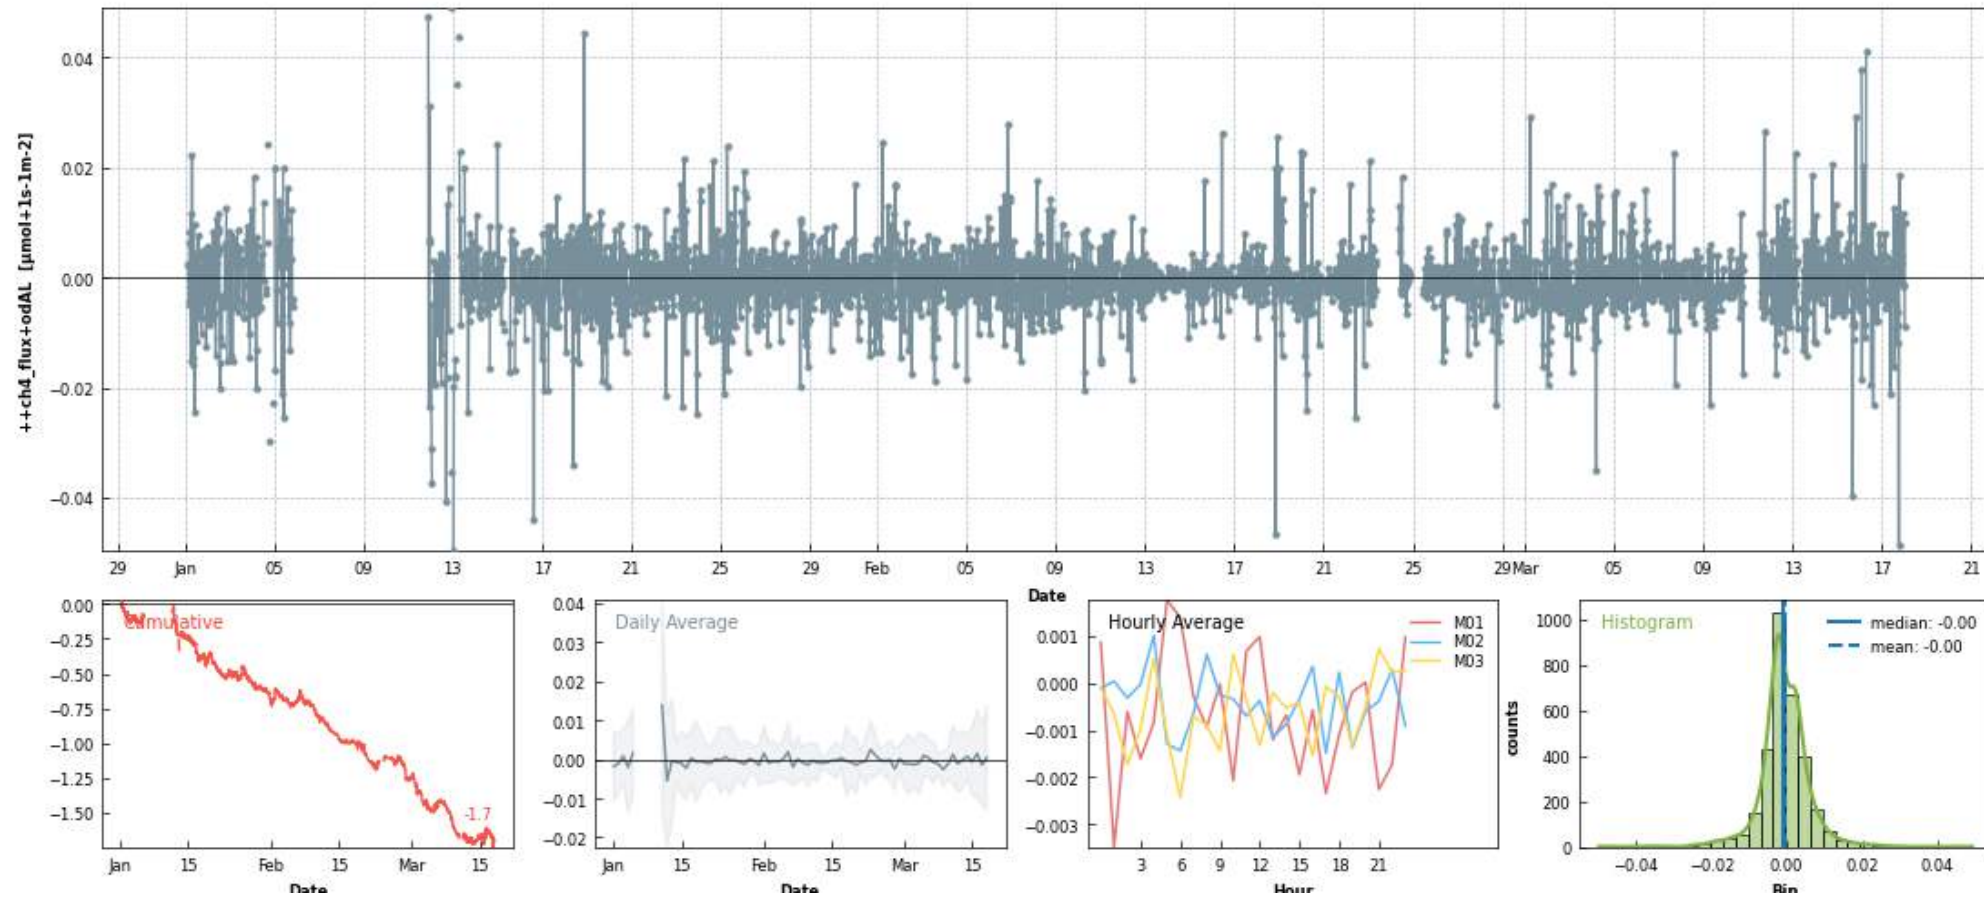 ++ch4_flux+odAL [µmol+1s-1m-2]
0.04
0.02
0.00
−0.02
−0.04
29 Jan 05 09 13 17 21 25 29 Feb 05 09 13 17 21 25 29 Mar 05 09 13 17 21
Date
Cumulative
0.00
−0.25
−0.50
−0.75
−1.00
−1.25
−1.50
-1.7
Jan 15 Feb 15 Mar 15
Date
Daily Average
0.04
0.03
0.02
0.01
0.00
−0.01
−0.02
Jan 15 Feb 15 Mar 15
Date
Hourly Average
M01
M02
M03
0.001
0.000
−0.001
−0.002
−0.003
3 6 9 12 15 18 21
Hour
Histogram
median: -0.00
mean: -0.00
counts
1000
800
600
400
200
0
−0.04 −0.02 0.00 0.02 0.04
Bin